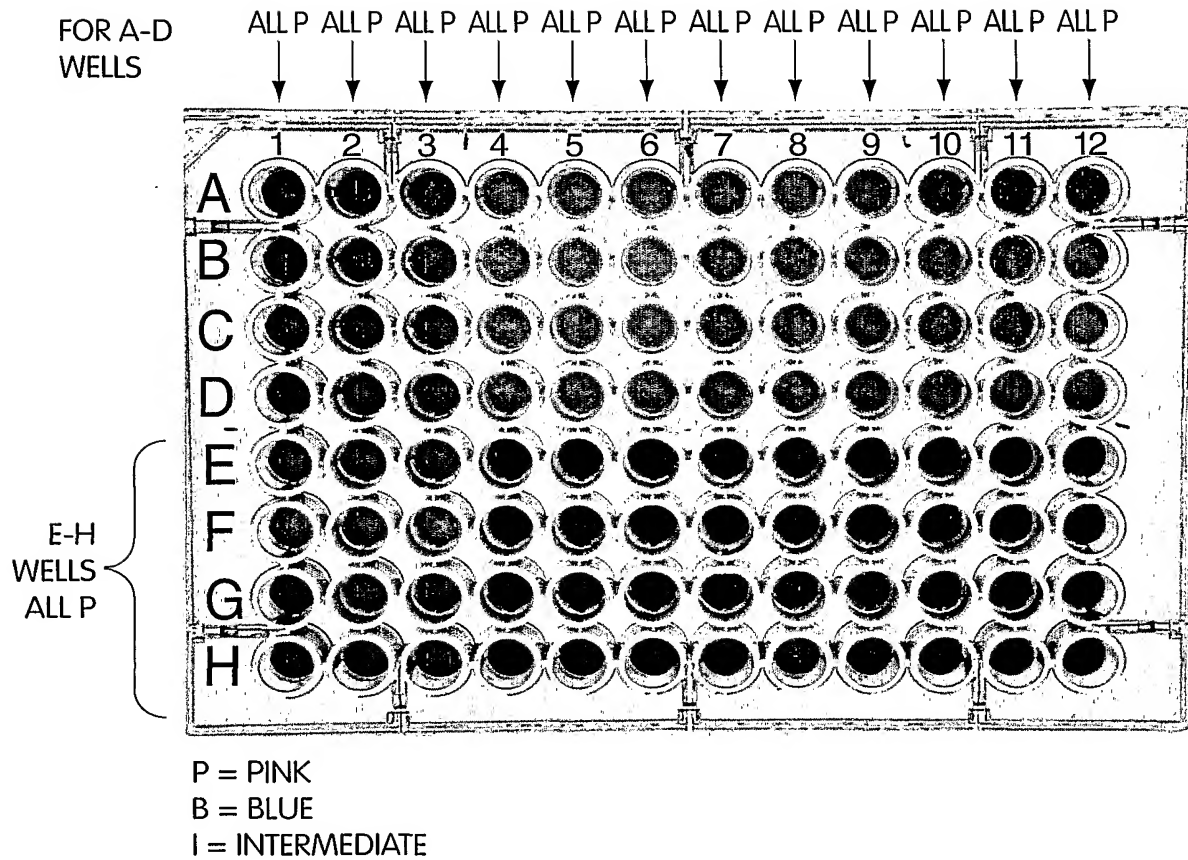 FOR A-D
WELLS
ALL P ALL P ALL P ALL P ALL P ALL P ALL P ALL P ALL P ALL P ALL P ALL P
1 2 3 4 5 6 7 8 9 10 11 12
A
B
C
D
E
F
G
H
E-H
WELLS
ALL P
P = PINK
B = BLUE
I = INTERMEDIATE